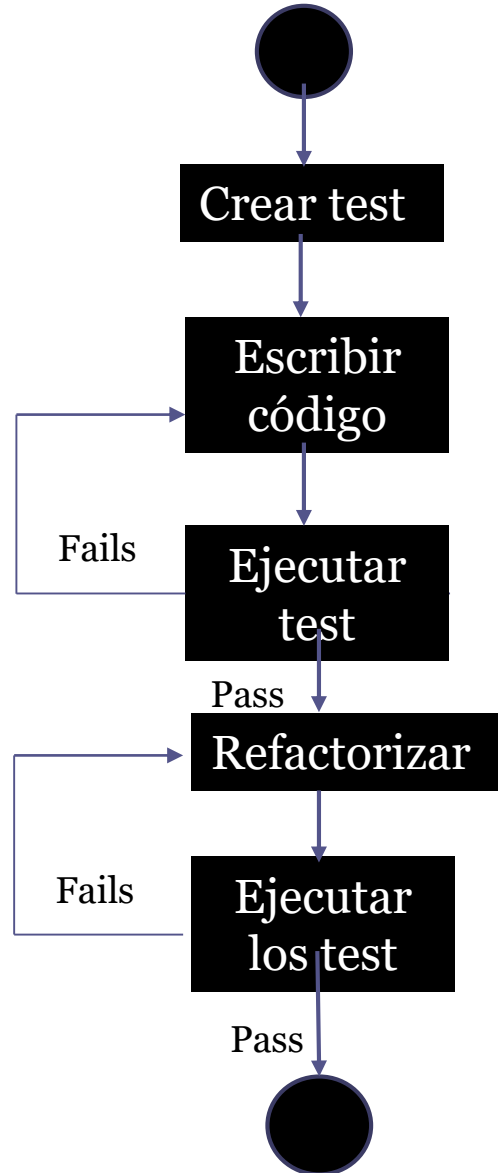 Crear test
Escribir
código
Fails
Ejecutar
test
Pass
Refactorizar
Fails
Ejecutar
los test
Pass